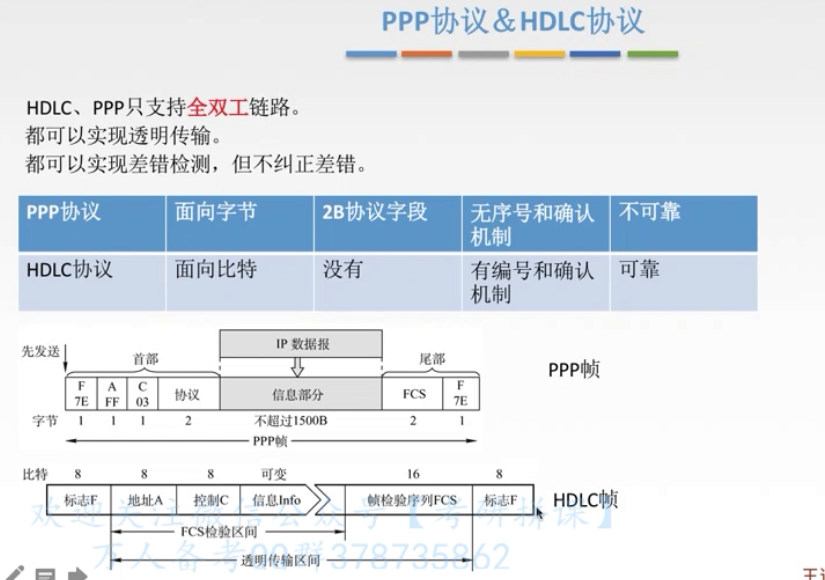 PPP协议&HDLC协议
HDLC、PPP只支持全双工链路。
都可以实现透明传输。
都可以实现差错检测，但不纠正差错。
PPP协议 面向字节 2B协议字段 无序号和确认机制 不可靠
HDLC协议 面向比特 没有 有编号和确认机制 可靠
IP 数据报
先发送 首部 尾部
F 7E A FF C 03 协议 信息部分 FCS F 7E
PPP帧
字节 1 1 1 2 不超过1500B 2 1
PPP帧
比特 8 8 8 可变 16 8
标志F 地址A 控制C 信息Info 帧检验序列FCS 标志F
HDLC帧
欢迎关注微信公众号【考研拼课】
FCS检验区间
万人备考QQ群378735862
透明传输区间